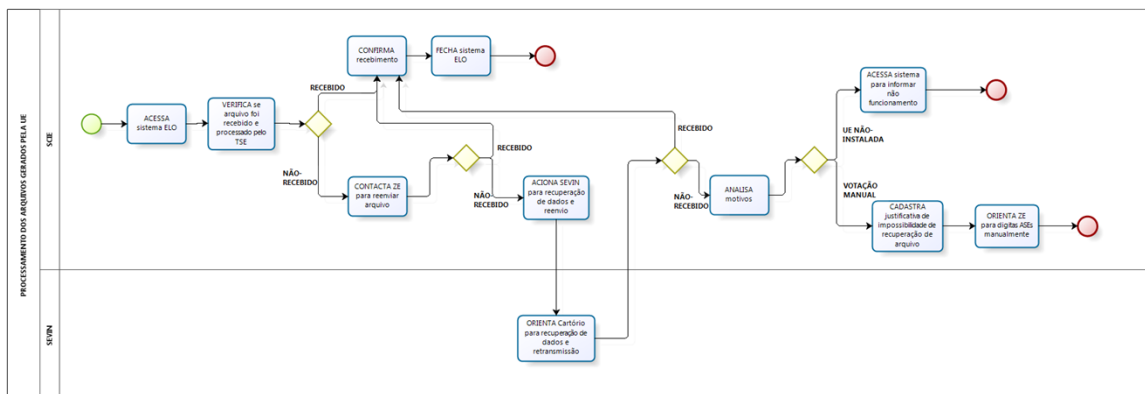 PROCESSAMENTO DOS ARQUIVOS GERADOS PELA UE
SCIE
ACESSA
sistema ELO
VERIFICA se
arquivo foi
recebido e
processado pelo
TSE
RECEBIDO
NÃO-
RECEBIDO
CONFIRMA
recebimento
FECHA sistema
ELO
CONTACTA ZE
para reenviar
arquivo
RECEBIDO
NÃO-
RECEBIDO
ACIONA SEVIN
para recuperação
de dados e
reenvio
RECEBIDO
NÃO-
RECEBIDO
ANALISA
motivos
UE NÃO-
INSTALADA
VOTAÇÃO
MANUAL
ACESSA sistema
para informar
não
funcionamento
CADASTRA
justificativa de
impossibilidade de
recuperação de
arquivo
ORIENTA ZE
para digitas ASEs
manualmente
SEVIN
ORIENTA Cartório
para recuperação de
dados e
retransmissão